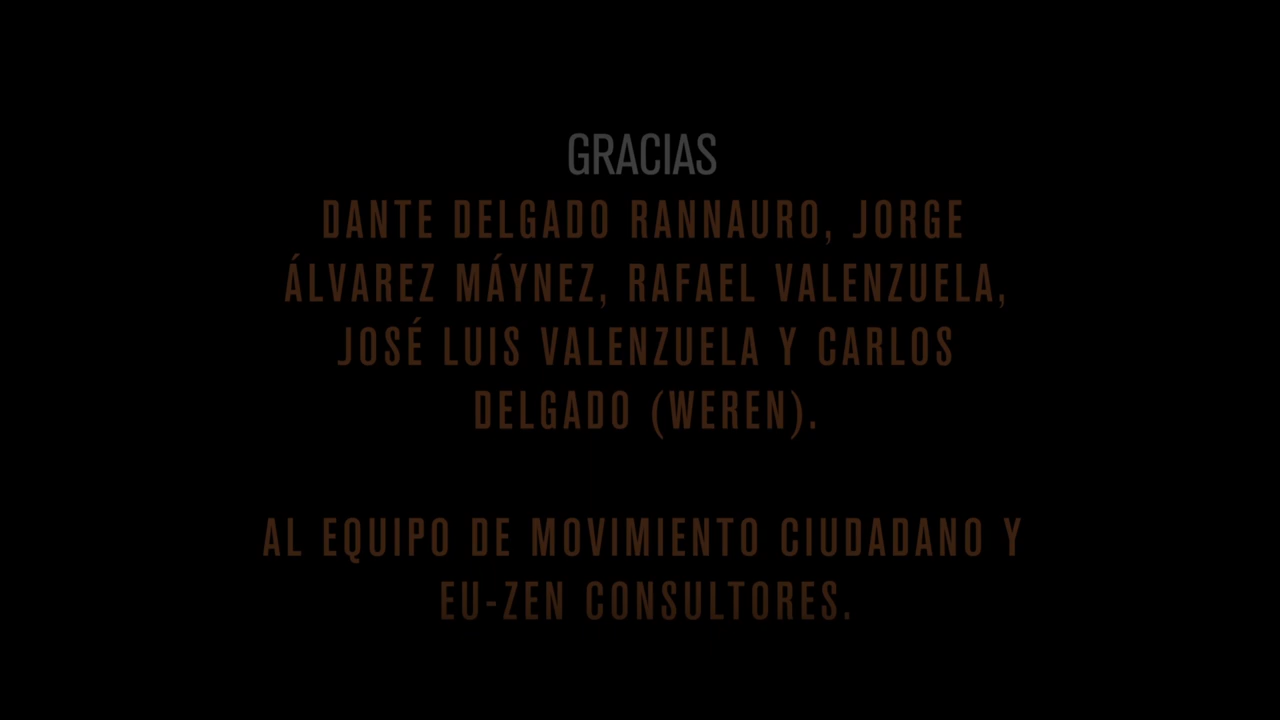 GRACIAS
DANTE DELGADO RANNAURO, JORGE
ÁLVAREZ MÁYNEZ, RAFAEL VALENZUELA,
JOSÉ LUIS VALENZUELA Y CARLOS
DELGADO (WEREN).
AL EQUIPO DE MOVIMIENTO CIUDADANO Y
EU-ZEN CONSULTORES.